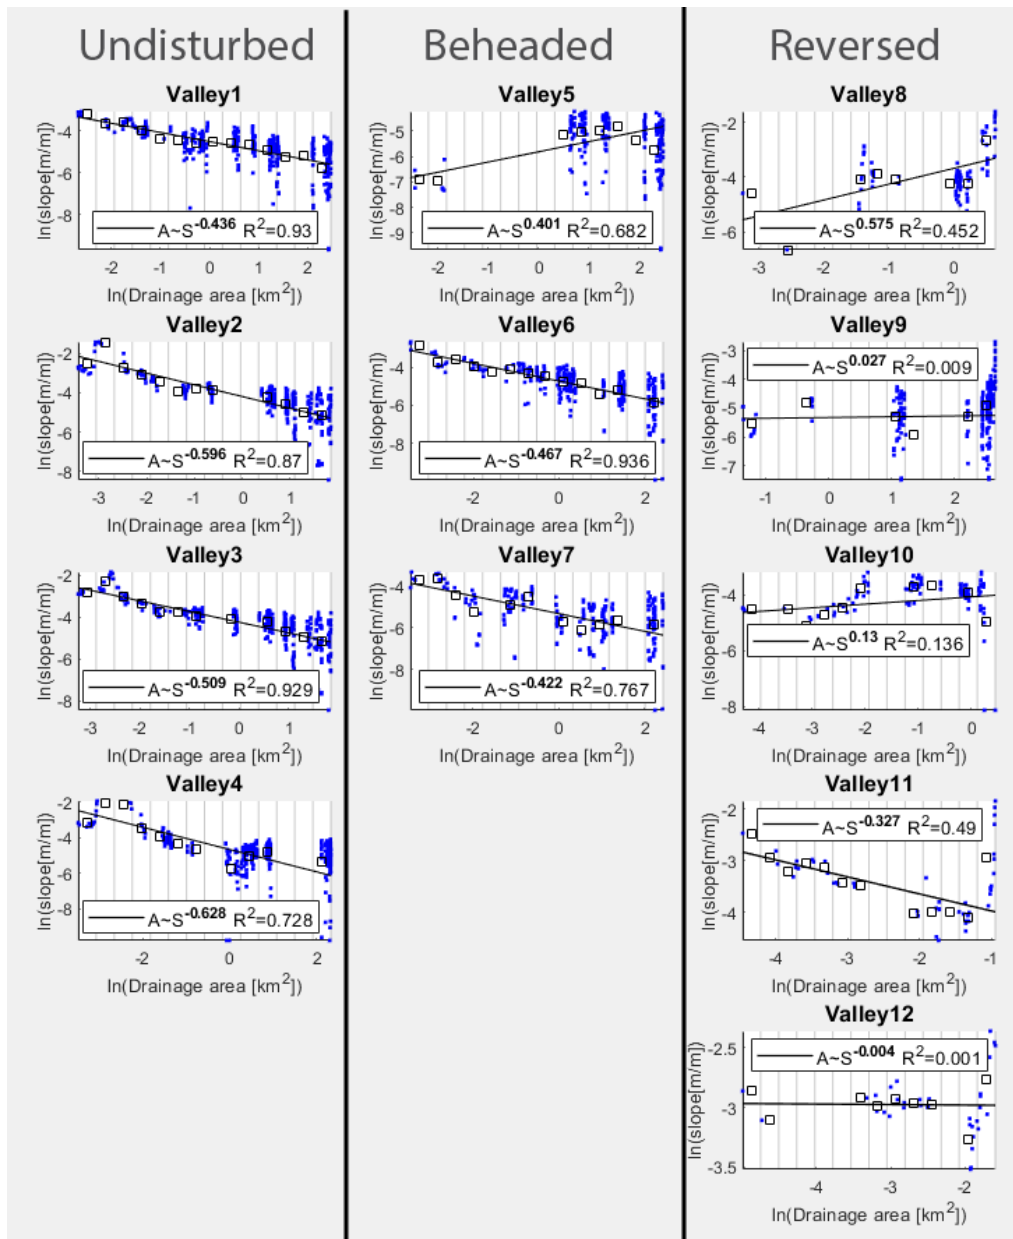 Undisturbed
Beheaded
Reversed
Valley1
ln(slope[m/m])
-4
-6
-8
A~S^-0.436 R²=0.93
-2 -1 0 1 2
ln(Drainage area [km²])
Valley2
ln(slope[m/m])
-2
-4
-6
-8
A~S^-0.596 R²=0.87
-3 -2 -1 0 1
ln(Drainage area [km²])
Valley3
ln(slope[m/m])
-2
-4
-6
-8
A~S^-0.509 R²=0.929
-3 -2 -1 0 1
ln(Drainage area [km²])
Valley4
ln(slope[m/m])
-2
-4
-6
-8
A~S^-0.628 R²=0.728
-2 0 2
ln(Drainage area [km²])
Valley5
ln(slope[m/m])
-5
-6
-7
-8
-9
A~S^0.401 R²=0.682
-2 -1 0 1 2
ln(Drainage area [km²])
Valley6
ln(slope[m/m])
-4
-6
-8
A~S^-0.467 R²=0.936
-2 0 2
ln(Drainage area [km²])
Valley7
ln(slope[m/m])
-4
-6
-8
A~S^-0.422 R²=0.767
-2 0 2
ln(Drainage area [km²])
Valley8
ln(slope[m/m])
-2
-4
-6
A~S^0.575 R²=0.452
-3 -2 -1 0
ln(Drainage area [km²])
Valley9
ln(slope[m/m])
-3
-4
-5
-6
-7
A~S^0.027 R²=0.009
-1 0 1 2
ln(Drainage area [km²])
Valley10
ln(slope[m/m])
-4
-6
-8
A~S^0.13 R²=0.136
-4 -3 -2 -1 0
ln(Drainage area [km²])
Valley11
ln(slope[m/m])
-2
-3
-4
A~S^-0.327 R²=0.49
-4 -3 -2 -1
ln(Drainage area [km²])
Valley12
ln(slope[m/m])
-2.5
-3
-3.5
A~S^-0.004 R²=0.001
-4 -3 -2
ln(Drainage area [km²])